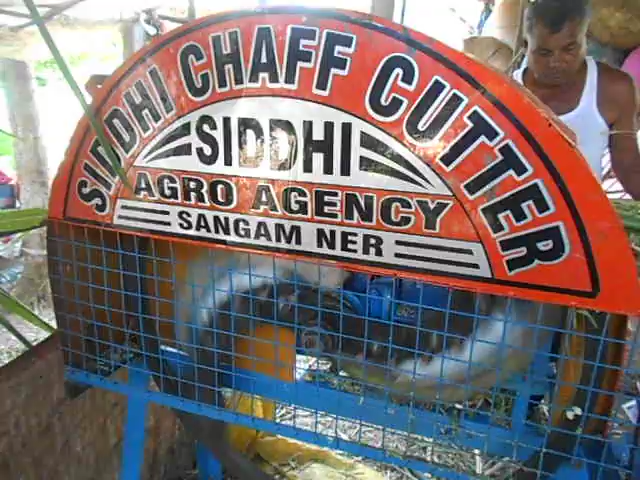 SIDDHI CHAFF CUTTER
SIDDHI
AGRO AGENCY
SANGAM NER